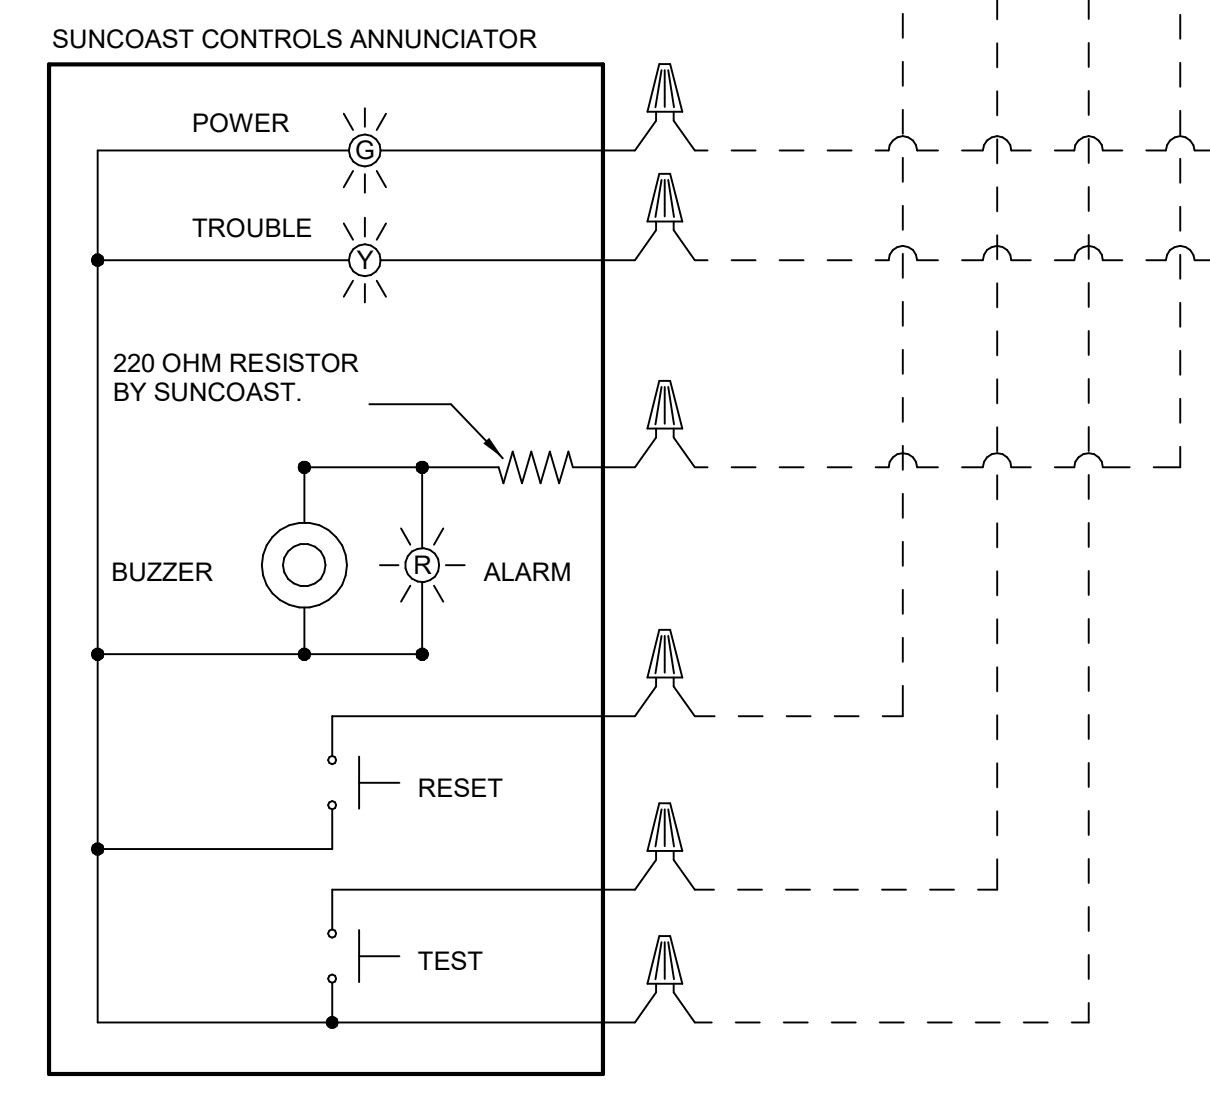 SUNCOAST CONTROLS ANNUNCIATOR
POWER
G
TROUBLE
Y
220 OHM RESISTOR
BY SUNCOAST.
BUZZER
R
ALARM
RESET
TEST